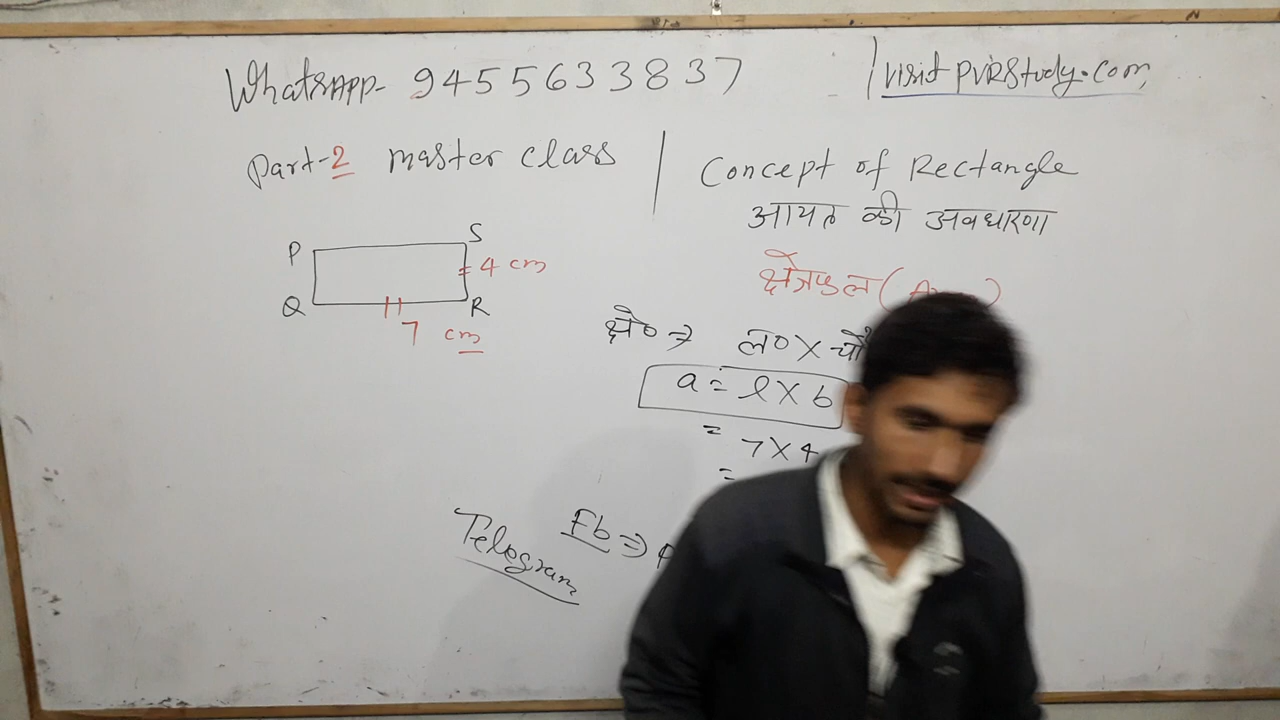 WhatsAPP- 9455633837
visit PVRStudy.com
Part-2 master class
Concept of Rectangle
आयत की अवधारणा
P
S
4 cm
Q
R
7 cm
क्षेत्रफल (
क्षे० ⇒ ल० X
a = l X b
= 7 X 4
=
Fb ⇒
Telegram